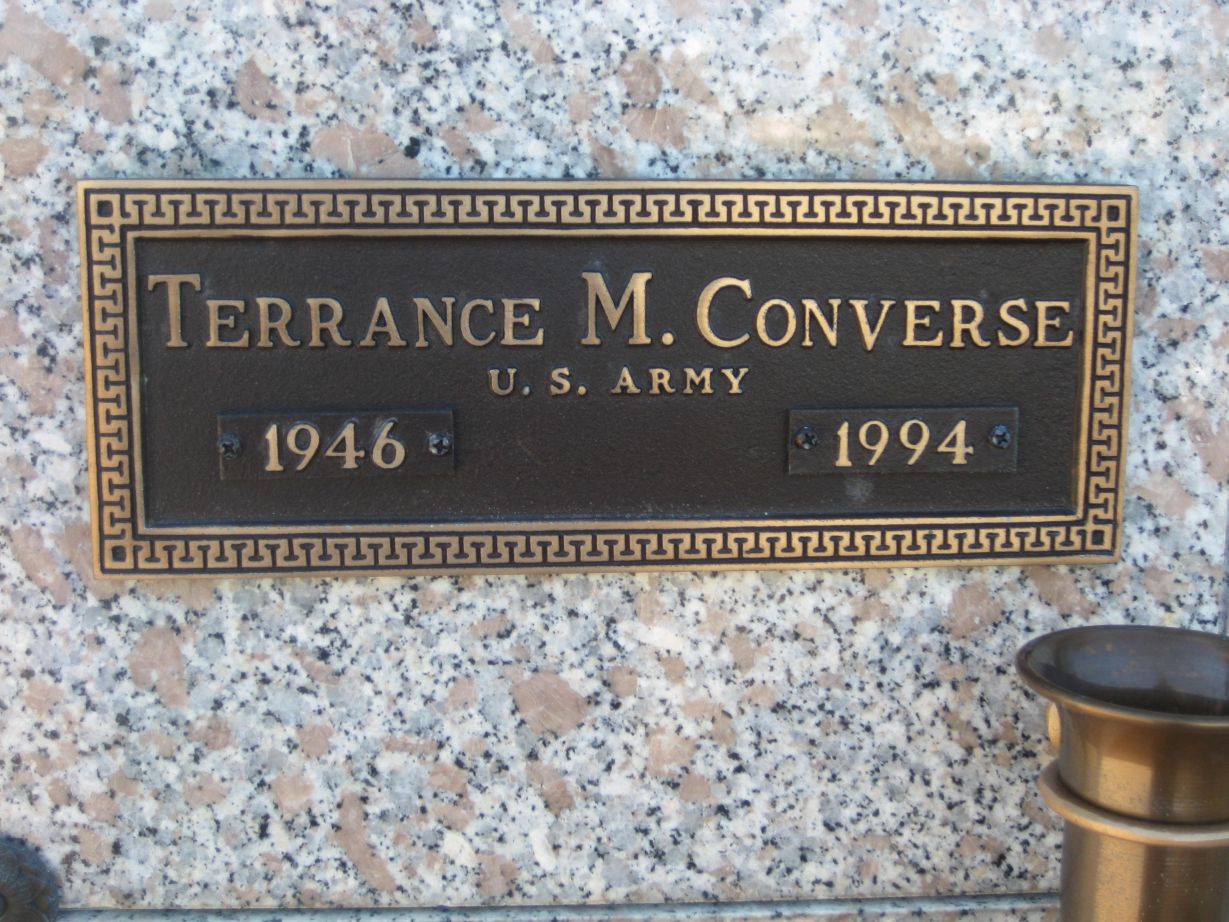 TERRANCE M. CONVERSE
U. S. ARMY
1946 1994